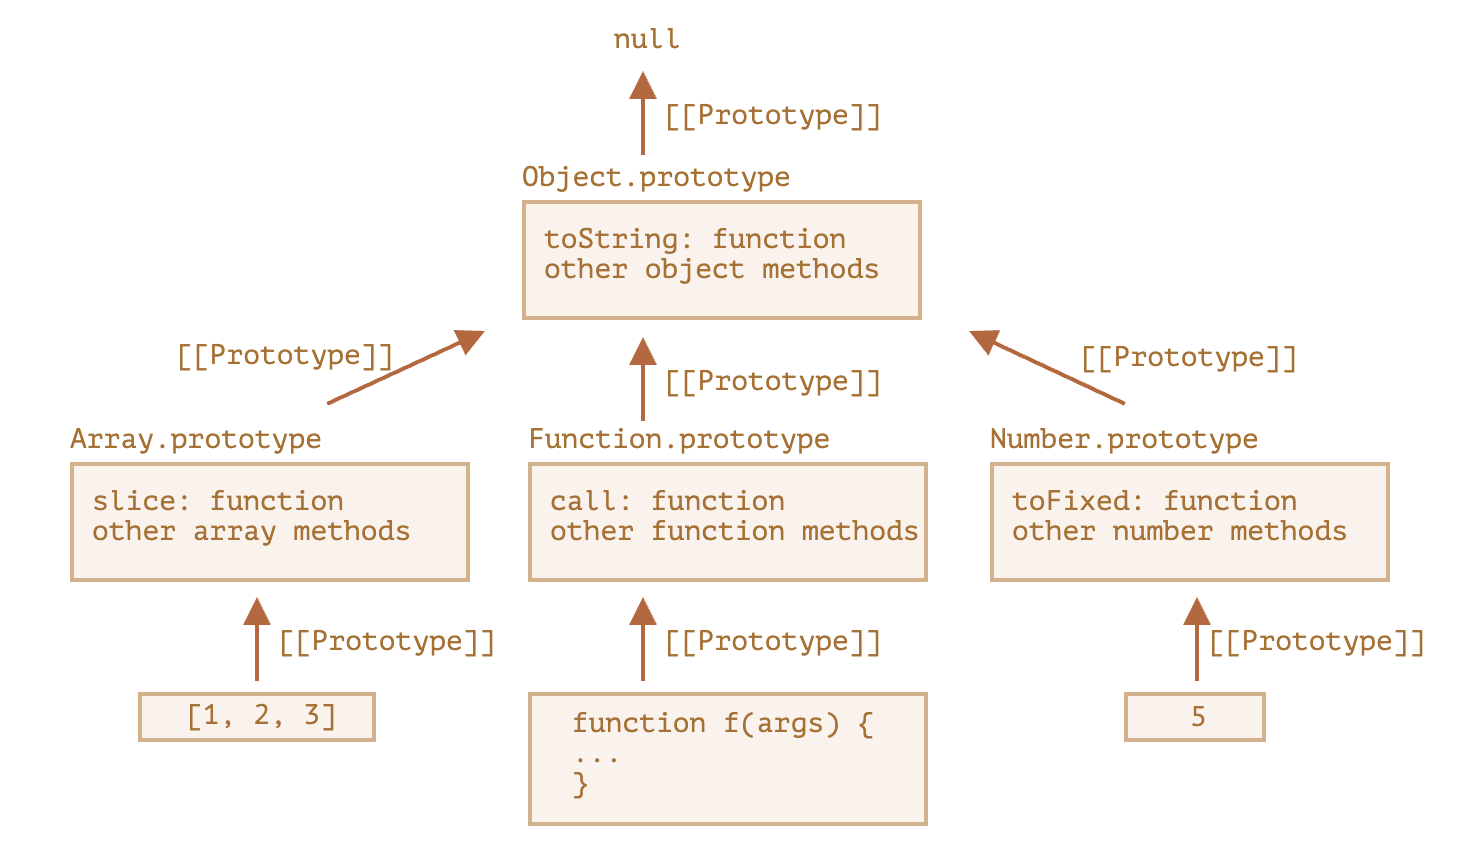 null
[[Prototype]]
Object.prototype
toString: function
other object methods
[[Prototype]]
[[Prototype]]
[[Prototype]]
Array.prototype
slice: function
other array methods
Function.prototype
call: function
other function methods
Number.prototype
toFixed: function
other number methods
[[Prototype]]
[[Prototype]]
[[Prototype]]
[1, 2, 3]
function f(args) {
...
}
5